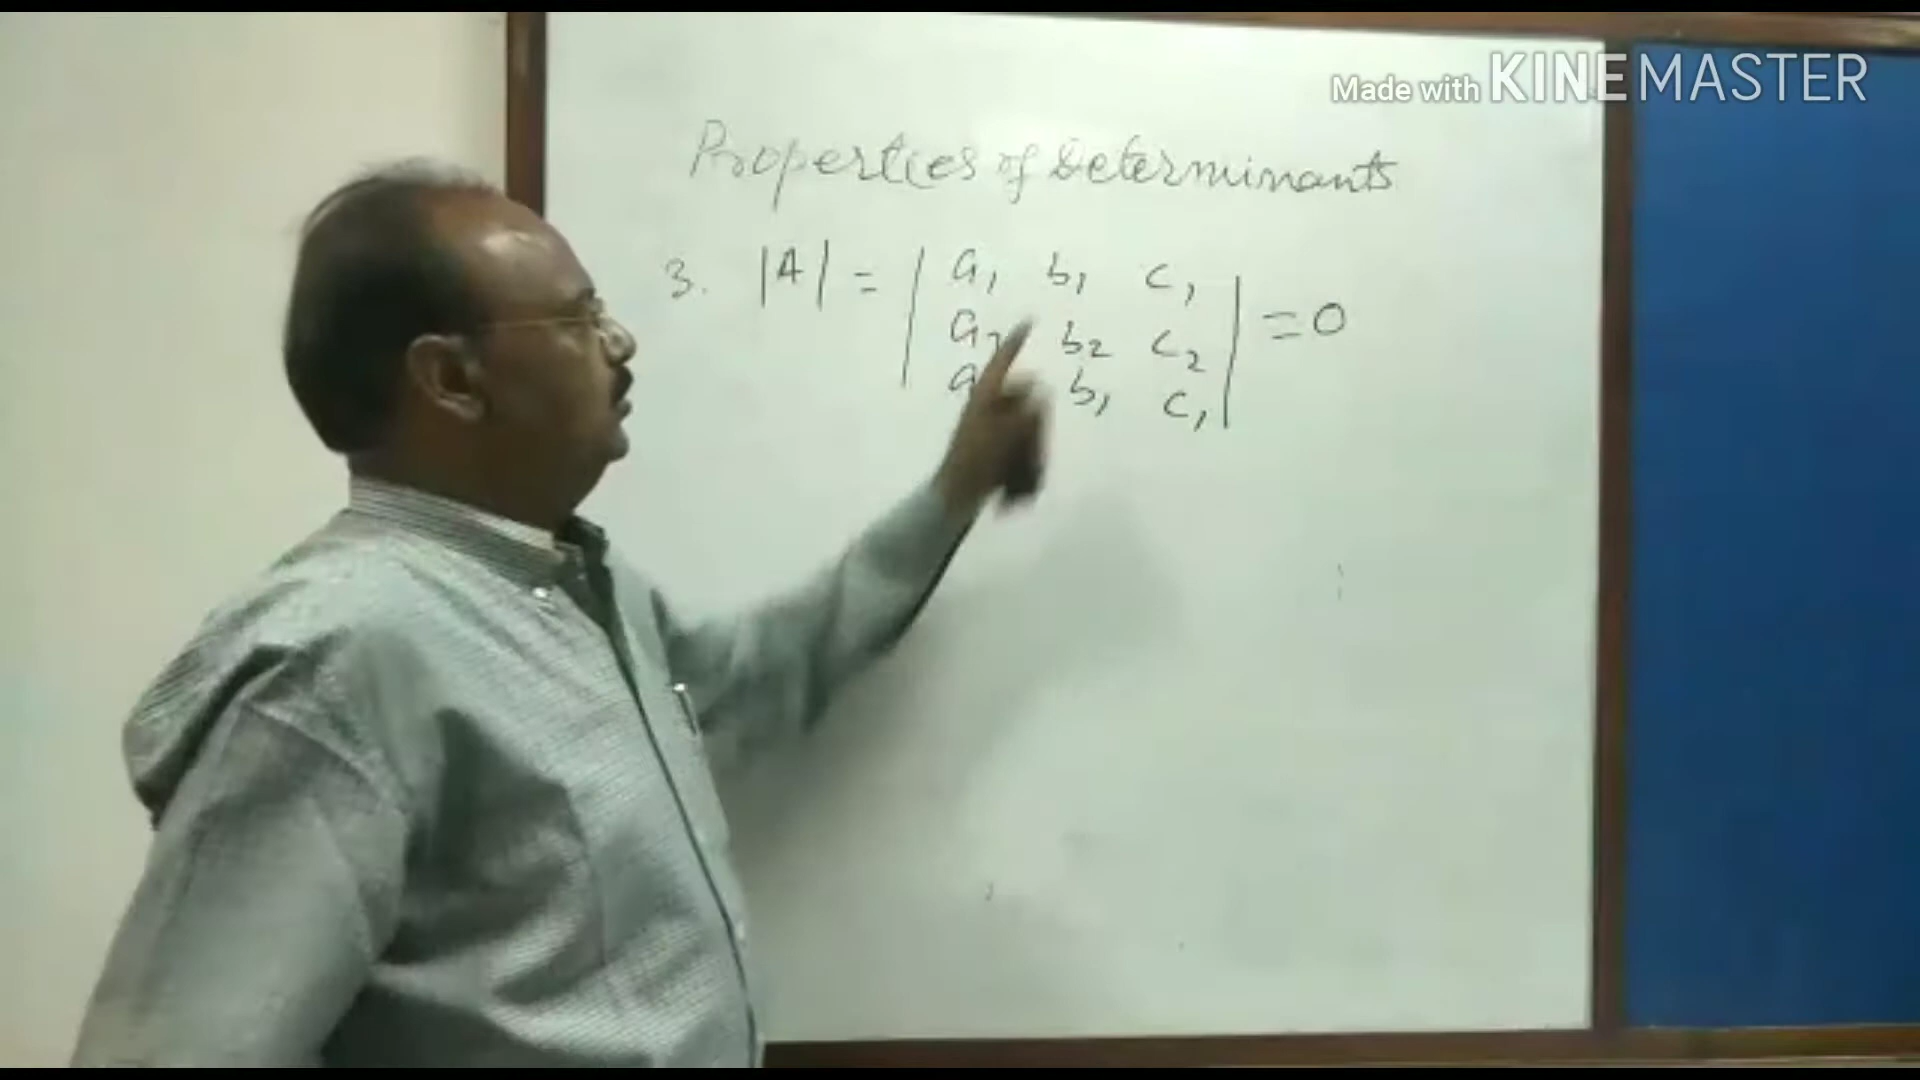 Made with KINEMASTER
Properties of Determinants
3. |A| = | a₁ b₁ c₁ | = 0
a₂ b₂ c₂
a b₁ c₁